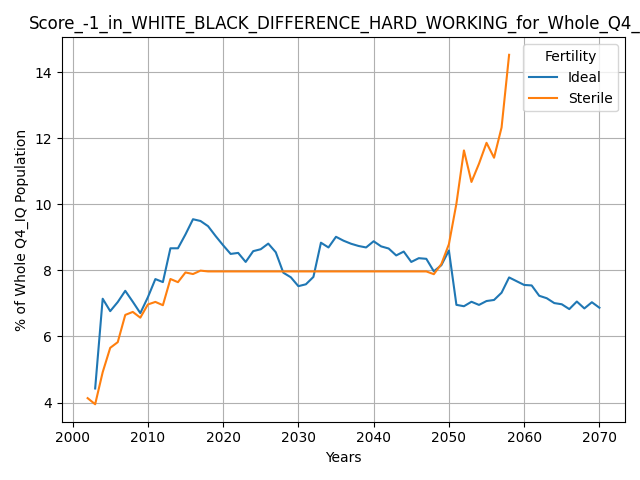 Score_-1_in_WHITE_BLACK_DIFFERENCE_HARD_WORKING_for_Whole_Q4_
Fertility
Ideal
Sterile
% of Whole Q4_IQ Population
14
12
10
8
6
4
2000 2010 2020 2030 2040 2050 2060 2070
Years